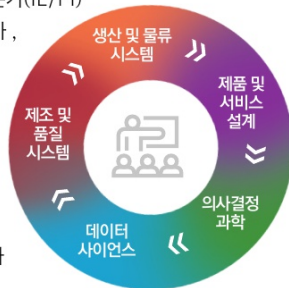 (IE/
생산 및 물류
시스템
제품 및
서비스
설계
의사결정
과학
데이터
사이언스
제조 및
품질
시스템